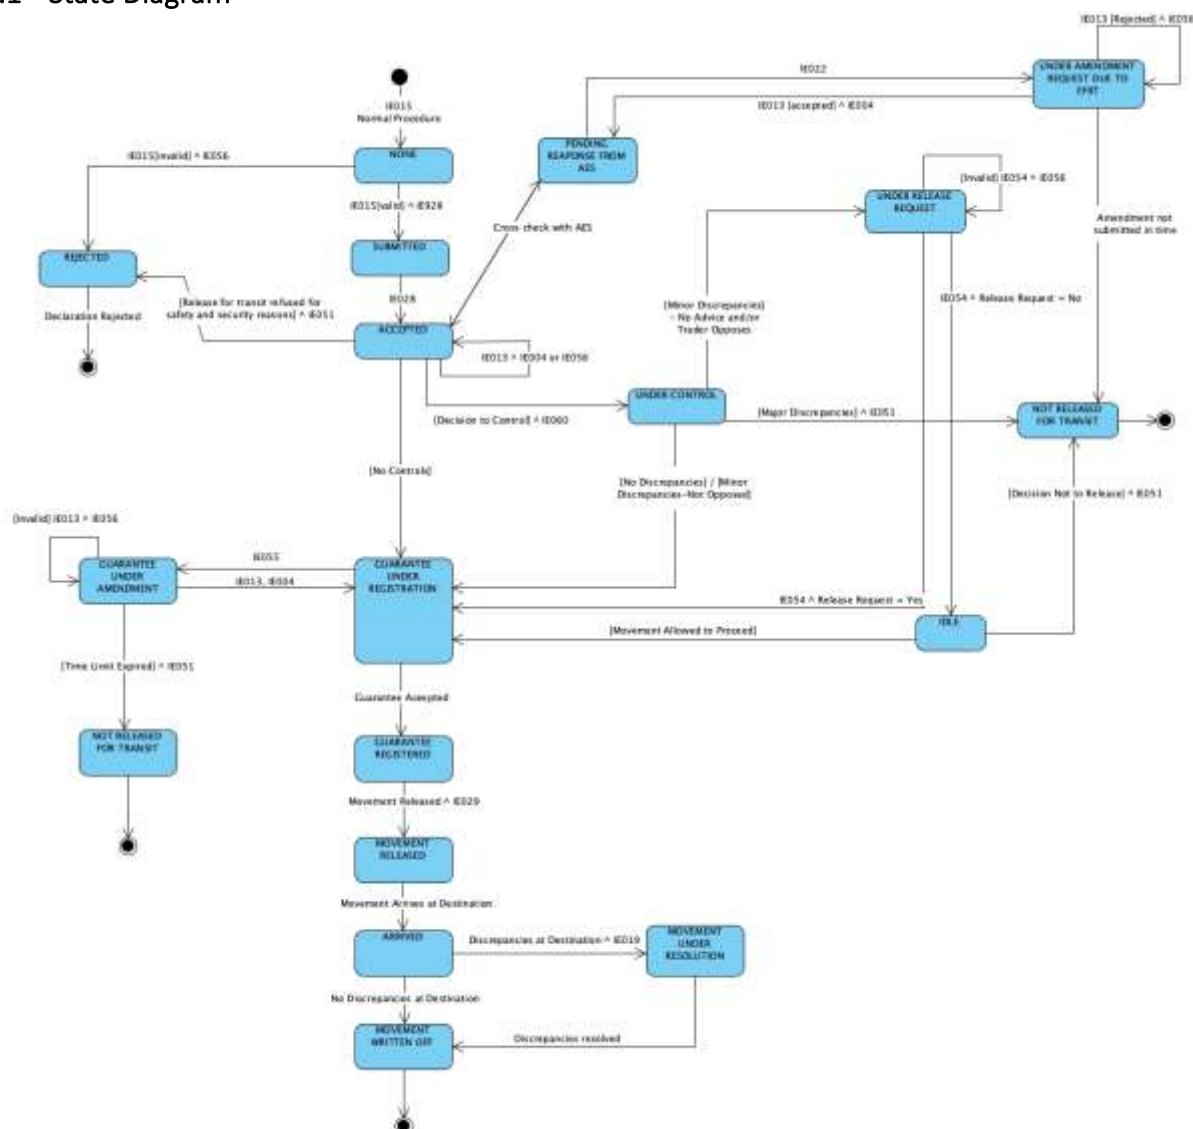 State Diagram
IE013 [Rejected] ^ IE056
IE022
UNDER AMENDMENT
REQUEST DUE TO
IE013 [accepted] ^ IE004
IE015
Normal Procedure
PENDING
REAPONSE FROM
AES
NONE
IE015[invalid] ^ IE056
[Invalid] IE054 ^ IE056
UNDER RELEASE
REQUEST
IE015[valid] ^ IE928
Cross-check with AES
Amendment not
submitted in time
SUBMITTED
REJECTED
IE028
IE054 ^ Release Request = No
[Release for transit refused for
safety and security reasons] ^ IE051
[Minor Discrepancies]
- No Advice and/or
Trader Opposes
Declaration Rejected
ACCEPTED
IE013 ^ IE004 or IE056
UNDER CONTROL
[Decision to Control] ^ IE060
[Major Discrepancies] ^ IE051
NOT RELEASED
FOR TRANSIT
[No Controls]
[No Discrepancies] / [Minor
Discrepancies-Not Opposed]
[Decision Not to Release] ^ IE051
[Invalid] IE013 ^ IE056
IE055
GUARANTEE
UNDER
AMENDMENT
GUARANTEE
UNDER
REGISTRATION
IE013, IE004
IE054 ^ Release Request = Yes
IDLE
[Movement Allowed to Proceed]
[Time Limit Expired] ^ IE051
Guarantee Accepted
NOT RELEASED
FOR TRANSIT
GUARANTEE
REGISTERED
Movement Released ^ IE029
MOVEMENT
RELEASED
Movement Arrives at Destination
ARRIVED
Discrepancies at Destination ^ IE019
MOVEMENT
UNDER
RESOLUTION
No Discrepancies at Destination
MOVEMENT
WRITTEN OFF
Discrepancies resolved